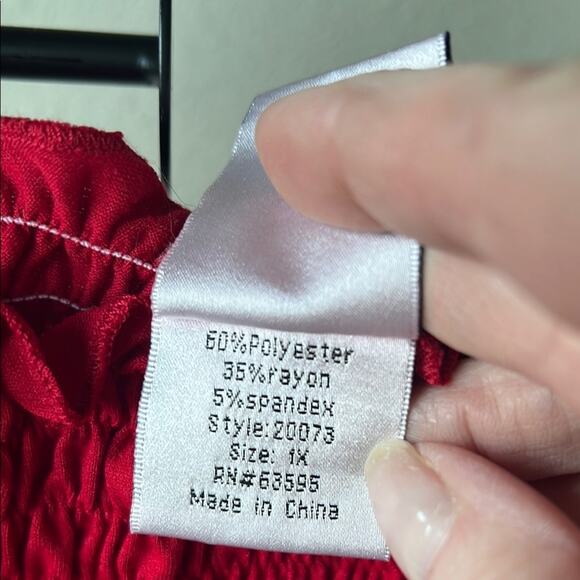 60%Polyester
35%rayon
5%spandex
Style:20073
Size: 1X
RN#63595
Made in China